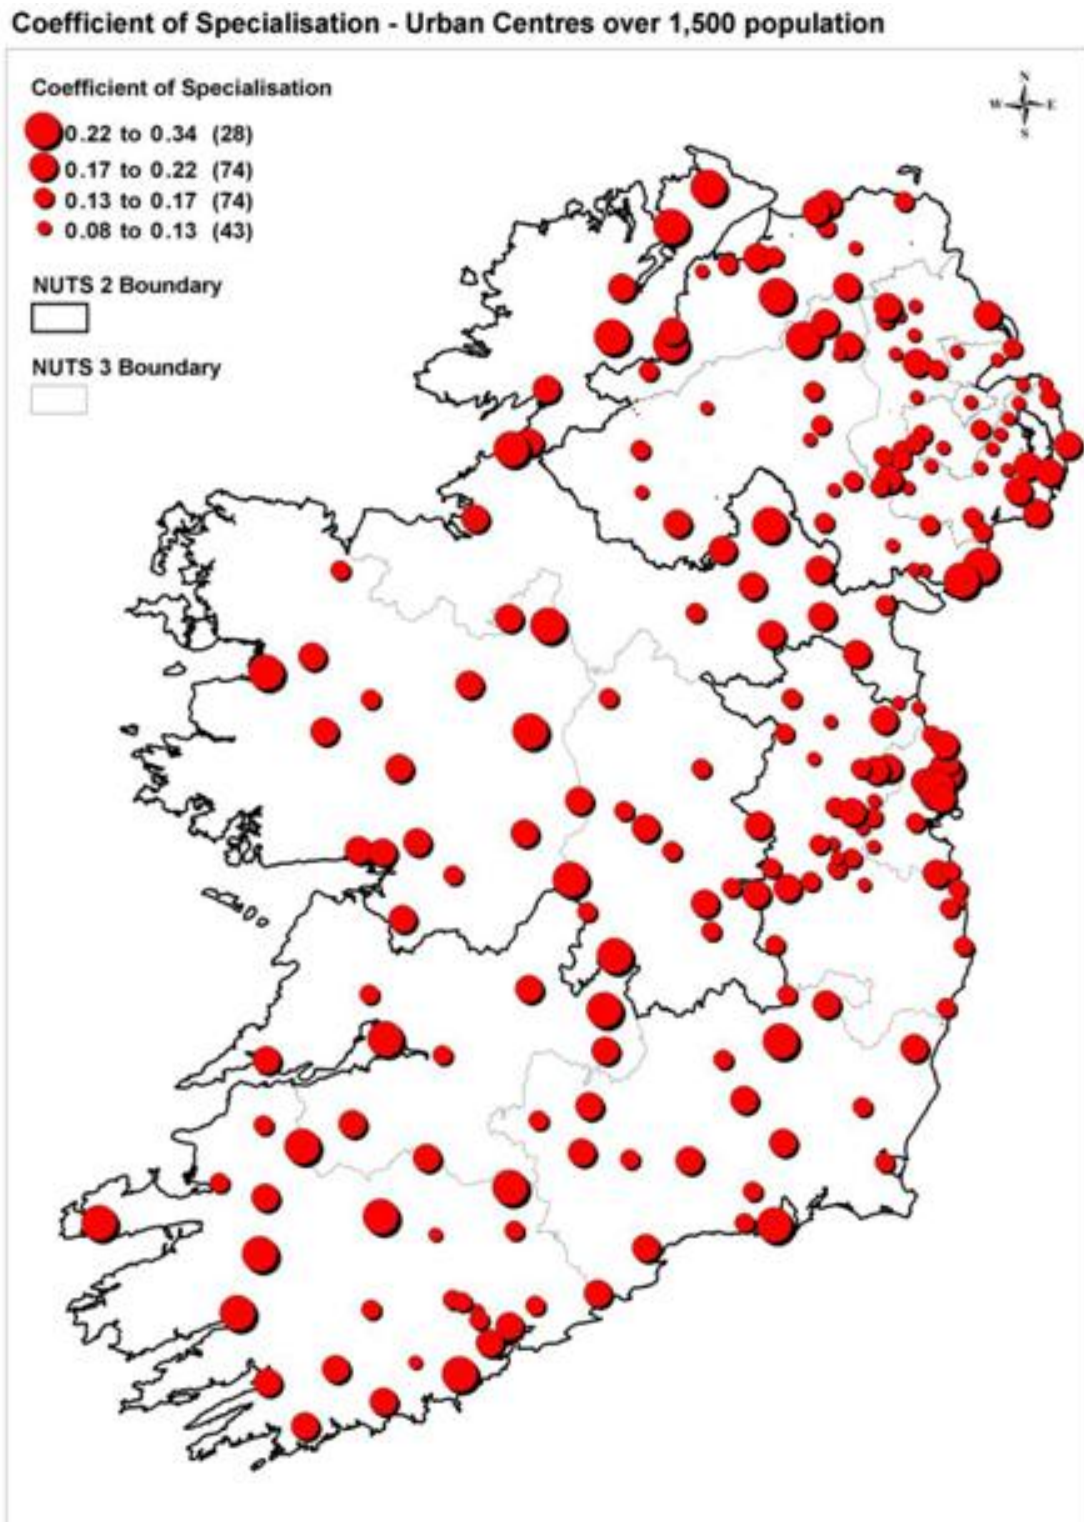 Coefficient of Specialisation - Urban Centres over 1,500 population
Coefficient of Specialisation
0.22 to 0.34 (28)
0.17 to 0.22 (74)
0.13 to 0.17 (74)
0.08 to 0.13 (43)
NUTS 2 Boundary
NUTS 3 Boundary
N
W E
S